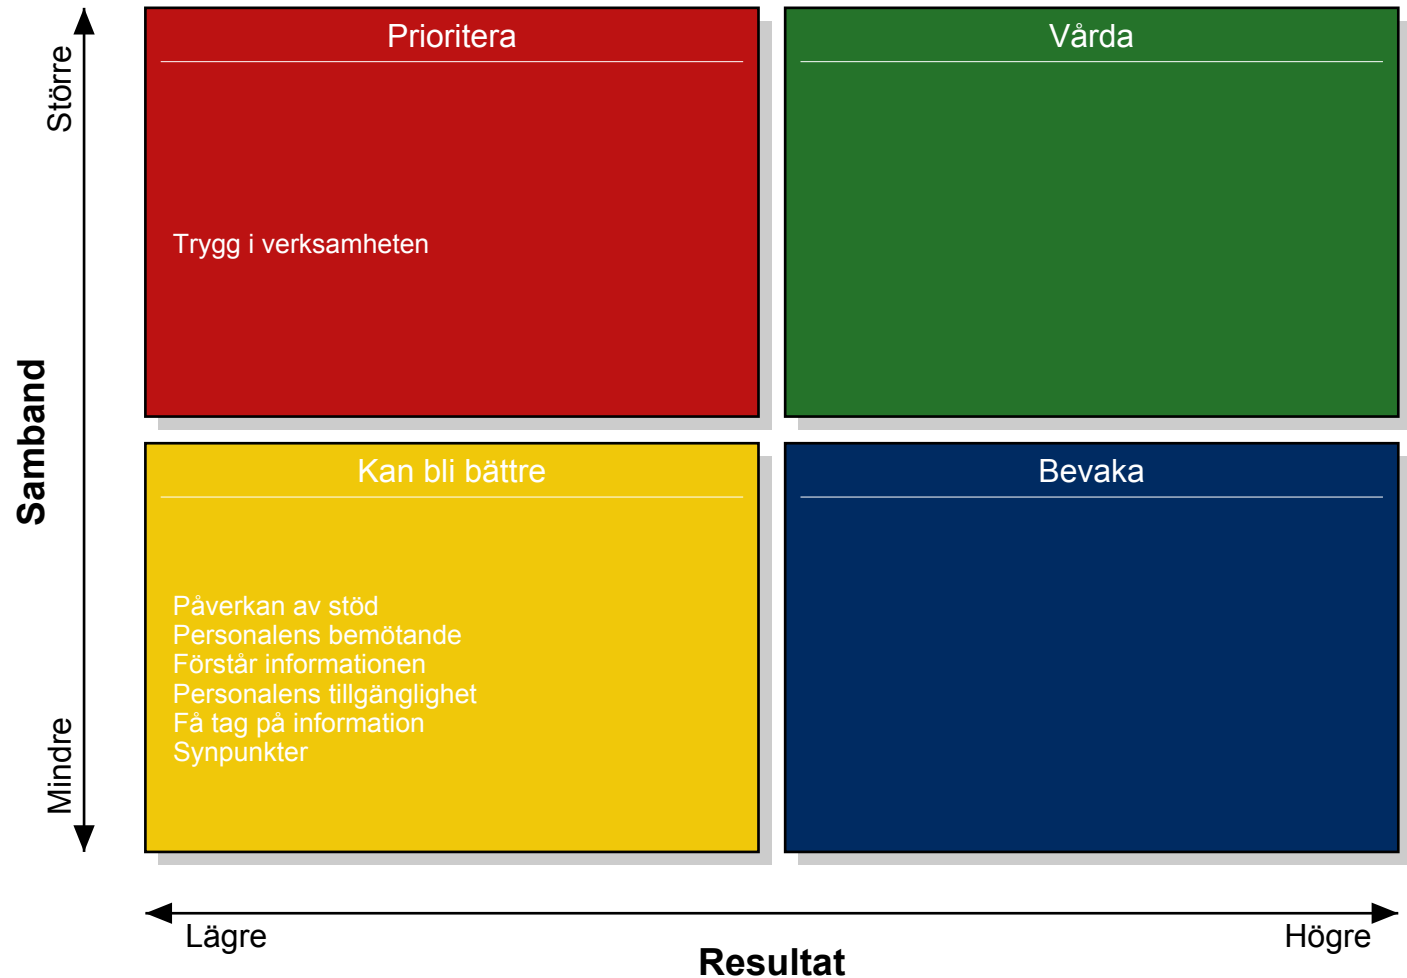 Större
Samband
Mindre
Prioritera
Trygg i verksamheten
Vårda
Kan bli bättre
Påverkan av stöd
Personalens bemötande
Förstår informationen
Personalens tillgänglighet
Få tag på information
Synpunkter
Bevaka
Lägre
Högre
Resultat